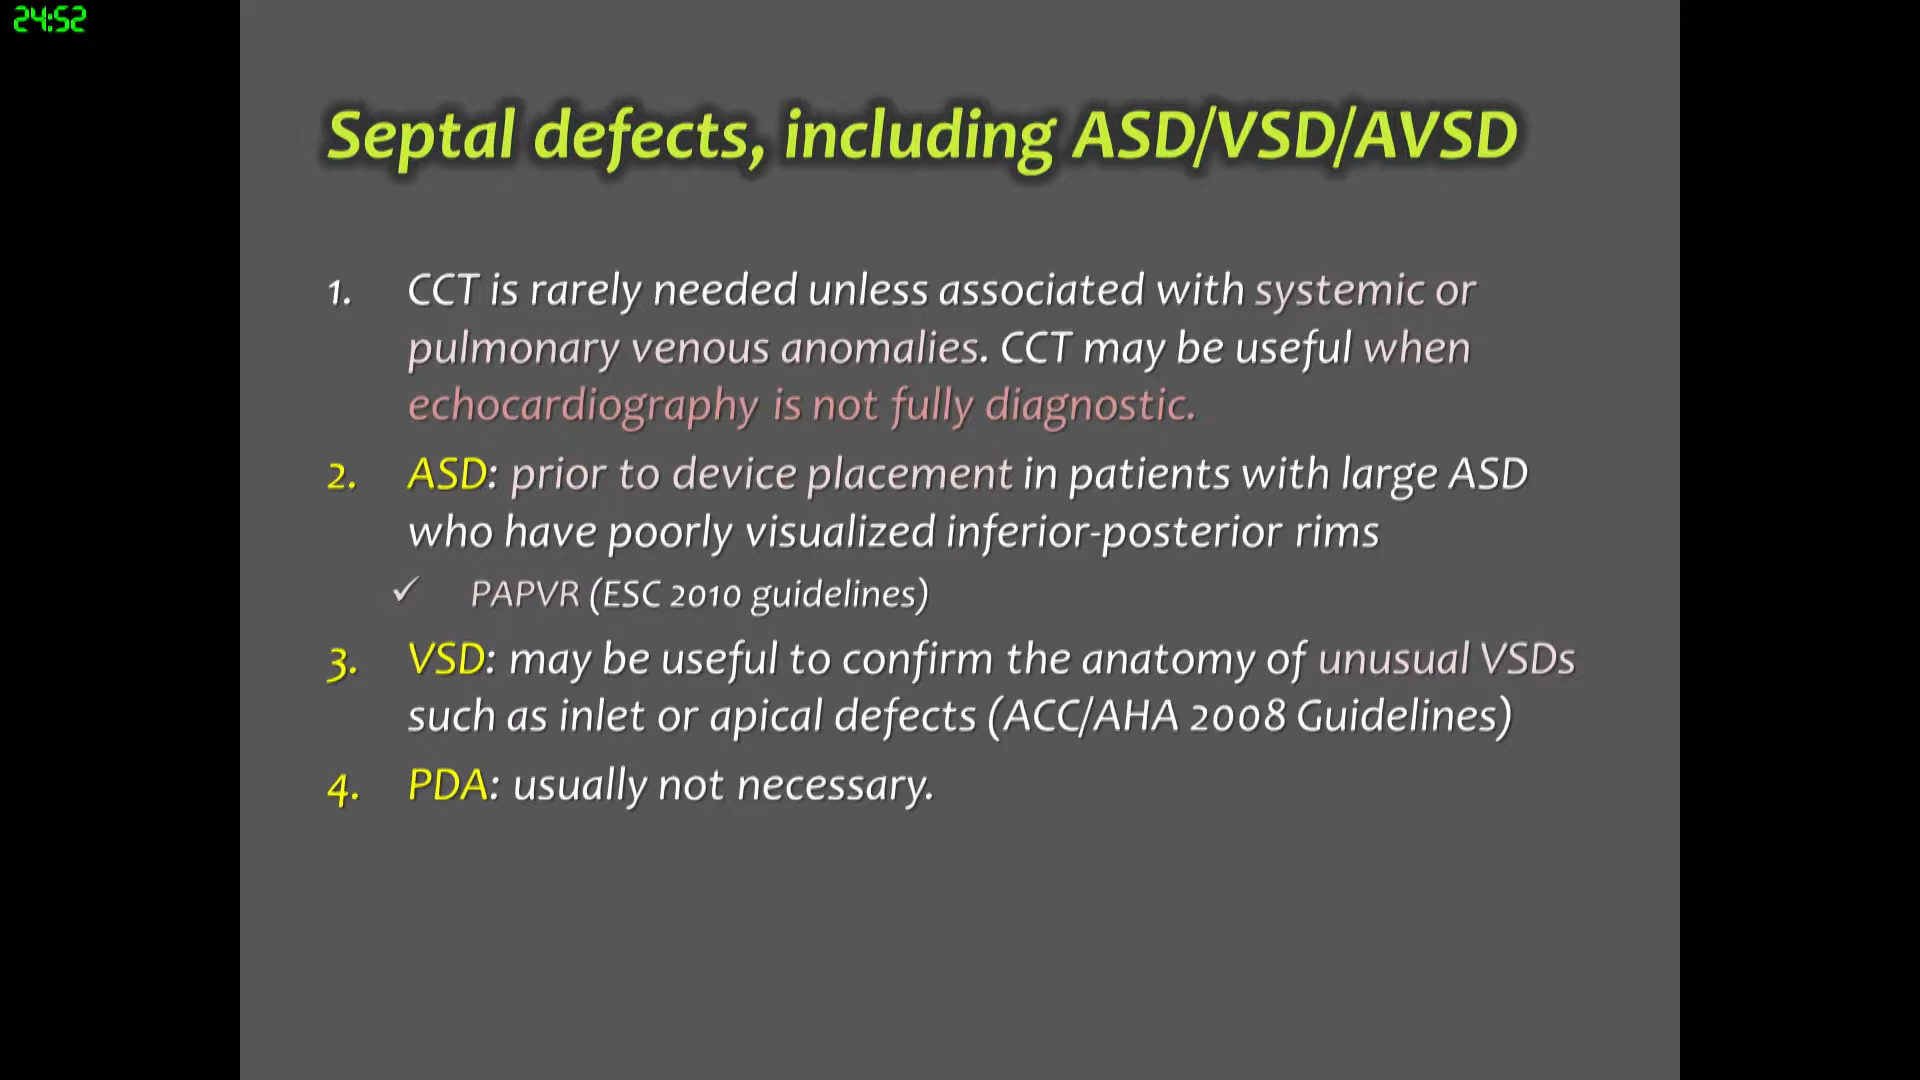 24:52
Septal defects, including ASD/VSD/AVSD
1. CCT is rarely needed unless associated with systemic or
pulmonary venous anomalies. CCT may be useful when
echocardiography is not fully diagnostic.
2. ASD: prior to device placement in patients with large ASD
who have poorly visualized inferior-posterior rims
✓ PAPVR (ESC 2010 guidelines)
3. VSD: may be useful to confirm the anatomy of unusual VSDs
such as inlet or apical defects (ACC/AHA 2008 Guidelines)
4. PDA: usually not necessary.